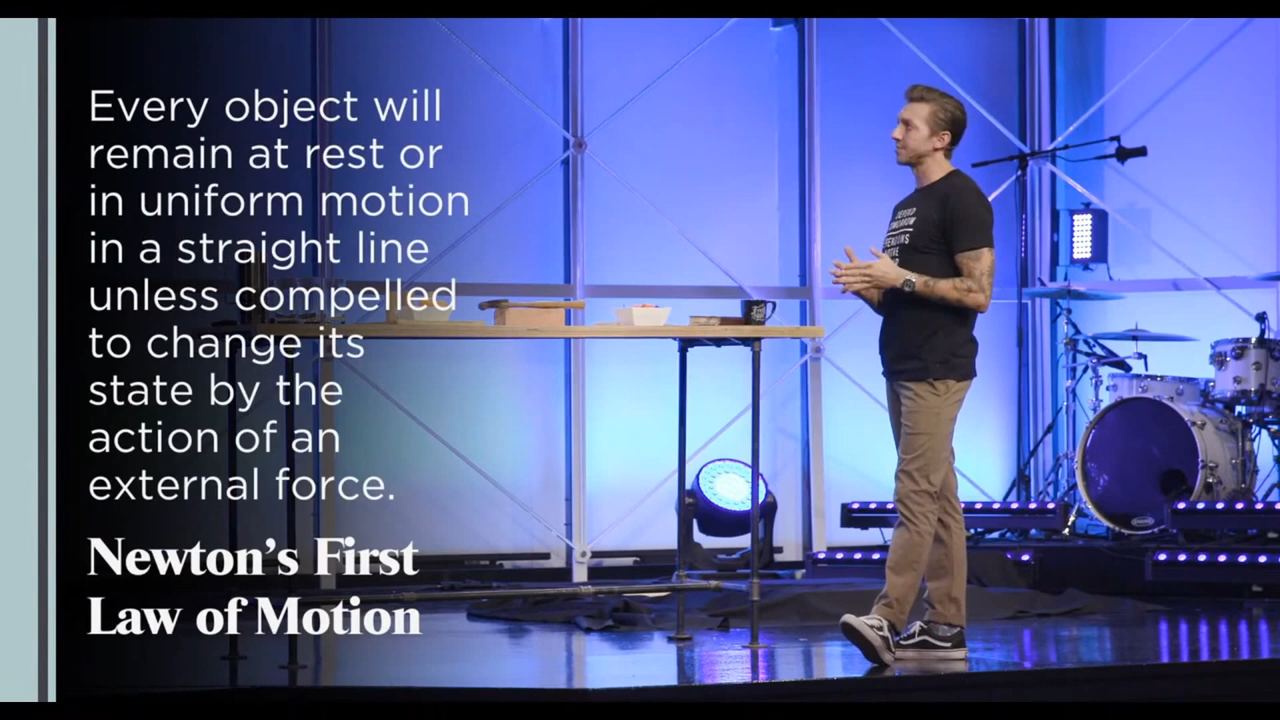 Every object will
remain at rest or
in uniform motion
in a straight line
unless compelled
to change its
state by the
action of an
external force.
Newton's First
Law of Motion